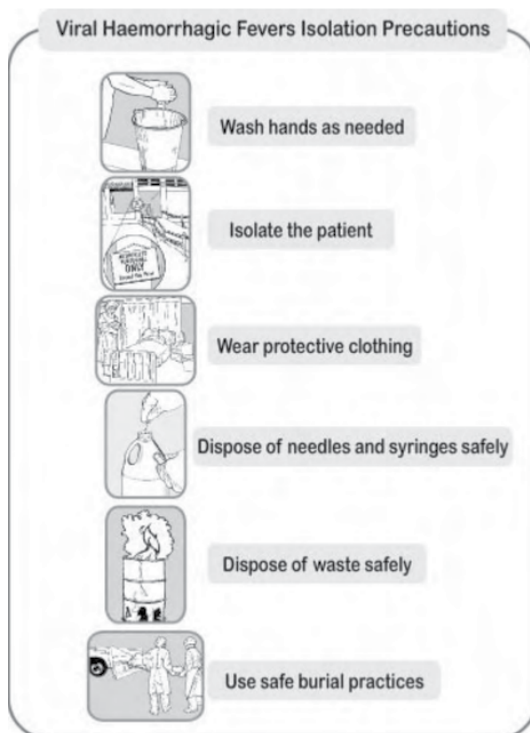 Viral Haemorrhagic Fevers Isolation Precautions
Wash hands as needed
Isolate the patient
ONLY
Wear protective clothing
Dispose of needles and syringes safely
Dispose of waste safely
Use safe burial practices